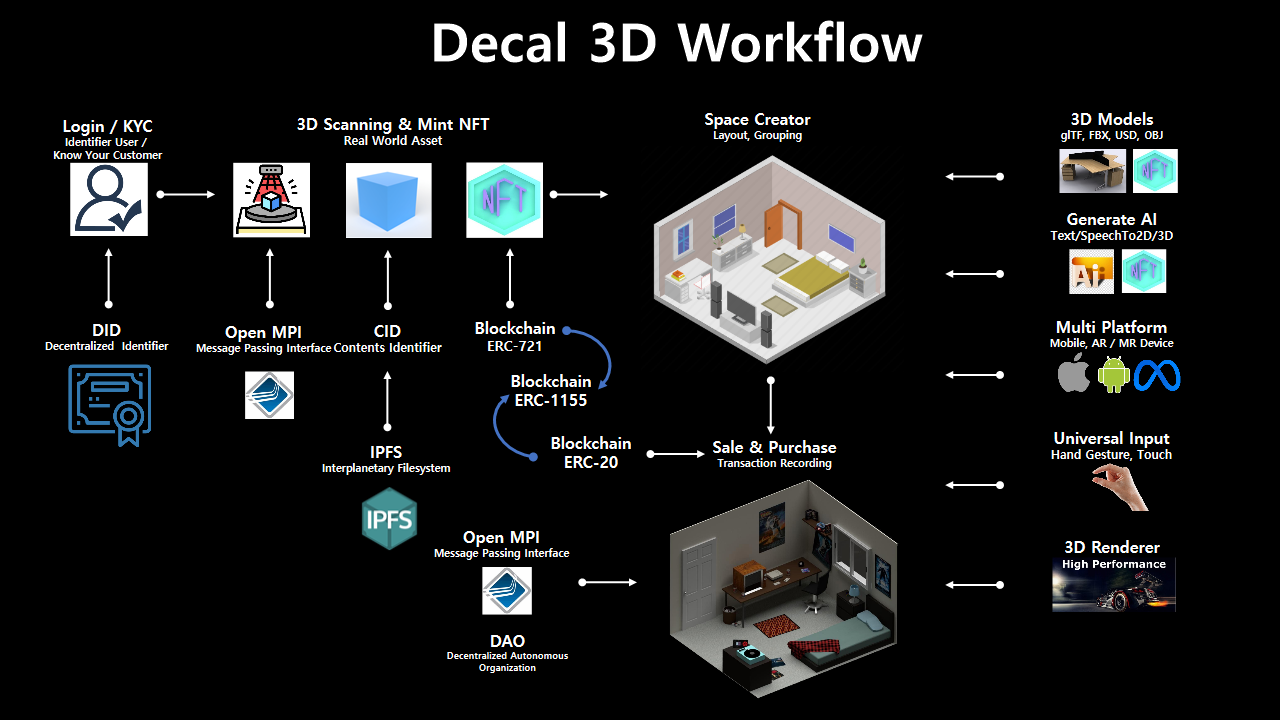 Decal 3D Workflow
Login / KYC
Identifier User /
Know Your Customer
3D Scanning & Mint NFT
Real World Asset
NFT
Space Creator
Layout, Grouping
3D Models
glTF, FBX, USD, OBJ
NFT
Generate AI
Text/SpeechTo2D/3D
Ai
NFT
DID
Decentralized Identifier
Open MPI
Message Passing Interface
CID
Contents Identifier
Blockchain
ERC-721
Blockchain
ERC-1155
Blockchain
ERC-20
Multi Platform
Mobile, AR / MR Device
IPFS
Interplanetary Filesystem
IPFS
Sale & Purchase
Transaction Recording
Universal Input
Hand Gesture, Touch
Open MPI
Message Passing Interface
DAO
Decentralized Autonomous
Organization
3D Renderer
High Performance